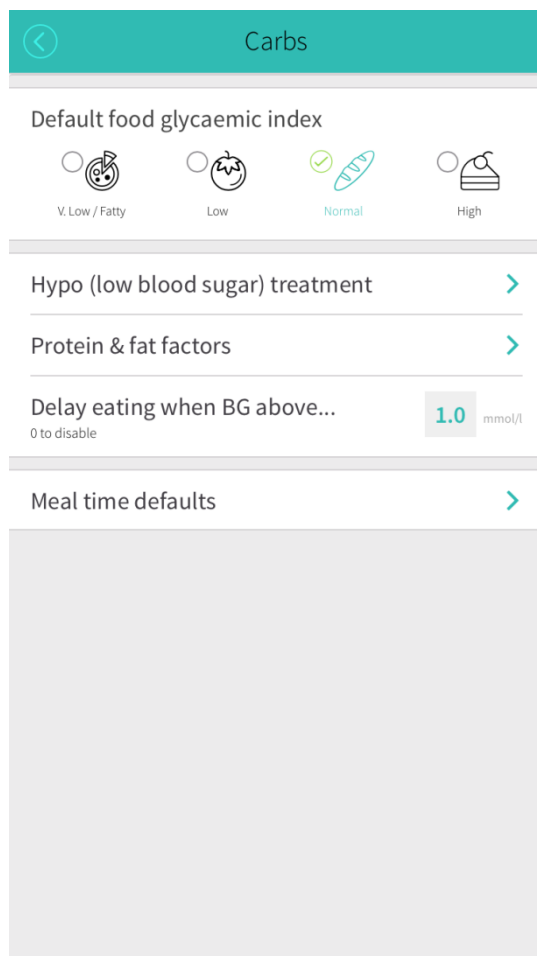 Carbs
Default food glycaemic index
V. Low / Fatty
Low
Normal
High
Hypo (low blood sugar) treatment
Protein & fat factors
Delay eating when BG above...
1.0 mmol/l
0 to disable
Meal time defaults